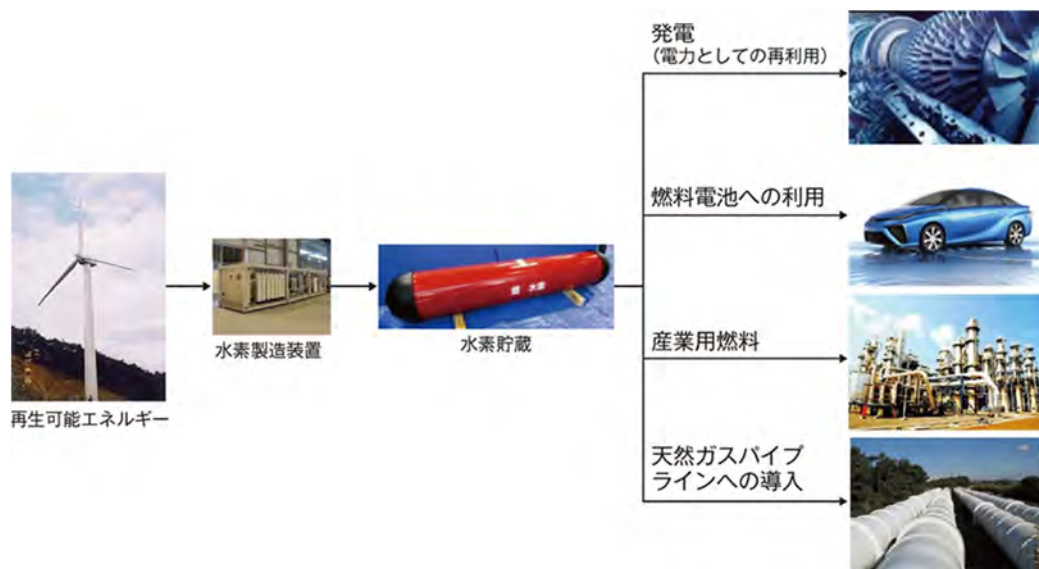 発電
(電力としての再利用)
燃料電池への利用
産業用燃料
天然ガスパイプ
ラインへの導入
水素製造装置
水素貯蔵
再生可能エネルギー